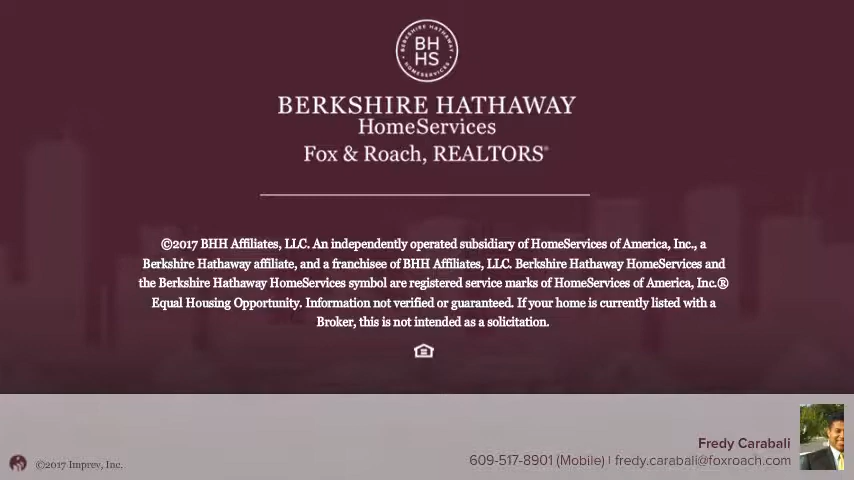 BERKSHIRE HATHAWAY
BH
HS
HOMESERVICES
BERKSHIRE HATHAWAY
HomeServices
Fox & Roach, REALTORS®
©2017 BHH Affiliates, LLC. An independently operated subsidiary of HomeServices of America, Inc., a
Berkshire Hathaway affiliate, and a franchisee of BHH Affiliates, LLC. Berkshire Hathaway HomeServices and
the Berkshire Hathaway HomeServices symbol are registered service marks of HomeServices of America, Inc.®
Equal Housing Opportunity. Information not verified or guaranteed. If your home is currently listed with a
Broker, this is not intended as a solicitation.
Fredy Carabali
609-517-8901 (Mobile) | fredy.carabali@foxroach.com
©2017 Imprev, Inc.